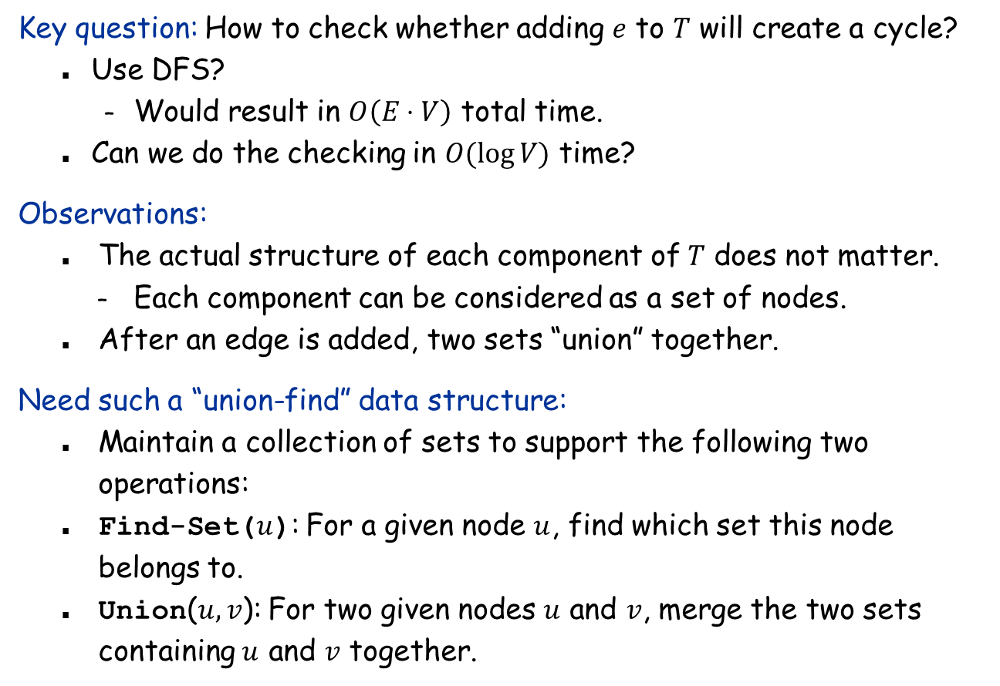 Key question: How to check whether adding e to T will create a cycle?
▪ Use DFS?
- Would result in O(E · V) total time.
▪ Can we do the checking in O(log V) time?
Observations:
▪ The actual structure of each component of T does not matter.
- Each component can be considered as a set of nodes.
▪ After an edge is added, two sets “union” together.
Need such a “union-find” data structure:
▪ Maintain a collection of sets to support the following two
operations:
▪ Find-Set(u): For a given node u, find which set this node
belongs to.
▪ Union(u, v): For two given nodes u and v, merge the two sets
containing u and v together.